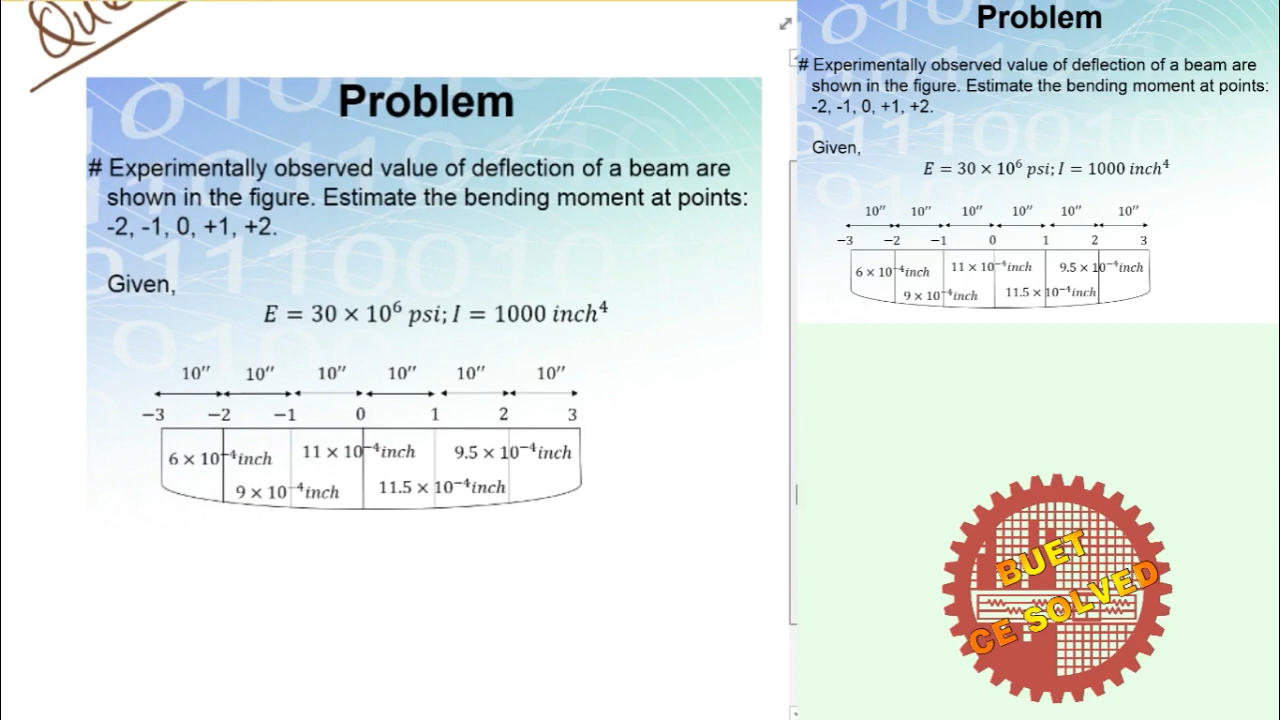 Problem
# Experimentally observed value of deflection of a beam are
shown in the figure. Estimate the bending moment at points:
-2, -1, 0, +1, +2.
Given,
E = 30 × 10⁶ psi; I = 1000 inch⁴
10″ 10″ 10″ 10″ 10″ 10″
−3 −2 −1 0 1 2 3
6 × 10⁻⁴inch 11 × 10⁻⁴inch 9.5 × 10⁻⁴inch
9 × 10⁻⁴inch 11.5 × 10⁻⁴inch
Problem
# Experimentally observed value of deflection of a beam are
shown in the figure. Estimate the bending moment at points:
-2, -1, 0, +1, +2.
Given,
E = 30 × 10⁶ psi; I = 1000 inch⁴
10″ 10″ 10″ 10″ 10″ 10″
−3 −2 −1 0 1 2 3
6 × 10⁻⁴inch 11 × 10⁻⁴inch 9.5 × 10⁻⁴inch
9 × 10⁻⁴inch 11.5 × 10⁻⁴inch
BUET
CE SOLVED